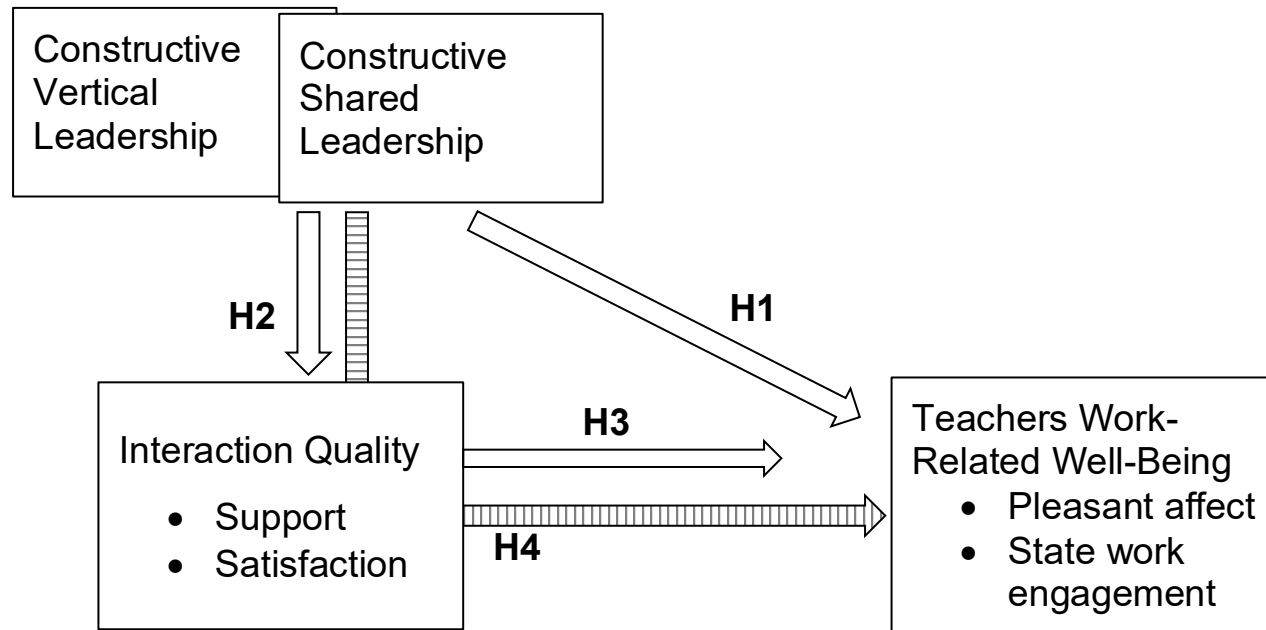 Constructive
Vertical
Leadership
Constructive
Shared
Leadership
H2
H1
Interaction Quality
• Support
• Satisfaction
H3
H4
Teachers Work-
Related Well-Being
• Pleasant affect
• State work
engagement